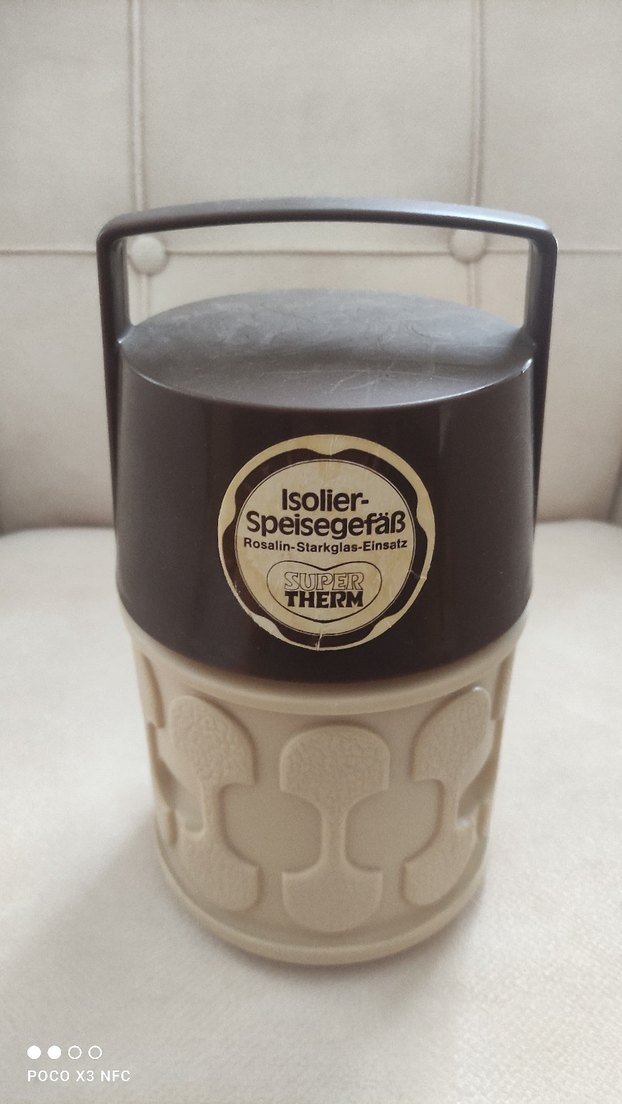 Isolier-
Speisegefäß
Rosalin-Starkglas-Einsatz
SUPER
THERM
POCO X3 NFC